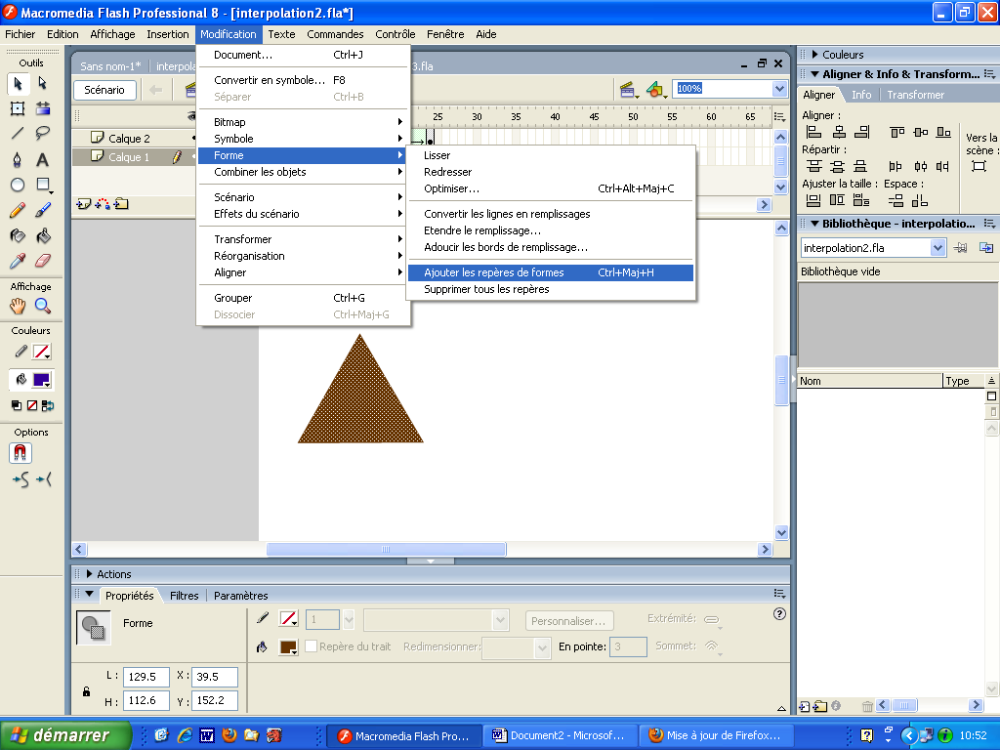 Macromedia Flash Professional 8 - [interpolation2.fla*]
Fichier Edition Affichage Insertion Modification Texte Commandes Contrôle Fenêtre Aide
Outils
Affichage
Couleurs
Options
Sans nom-1* interpola 3.fla
Scénario
100%
25 30 35 40 45 50 55 60 65
Calque 2
Calque 1
Document... Ctrl+J
Convertir en symbole... F8
Séparer Ctrl+B
Bitmap
Symbole
Forme
Combiner les objets
Scénario
Effets du scénario
Transformer
Réorganisation
Aligner
Grouper Ctrl+G
Dissocier Ctrl+Maj+G
Lisser
Redresser
Optimiser... Ctrl+Alt+Maj+C
Convertir les lignes en remplissages
Etendre le remplissage...
Adoucir les bords de remplissage...
Ajouter les repères de formes Ctrl+Maj+H
Supprimer tous les repères
Couleurs
Aligner & Info & Transform...
Aligner Info Transformer
Aligner :
Répartir :
Vers la
scène :
Ajuster la taille : Espace :
Bibliothèque - interpolatio...
interpolation2.fla
Bibliothèque vide
Nom Type
Actions
Propriétés Filtres Paramètres
Forme
1
Personnaliser...
Extrémité:
Repère du trait Redimensionner: En pointe: 3 Sommet:
L : 129.5 X : 39.5
H : 112.6 Y : 152.2
démarrer
W
Macromedia Flash Pro...
Document2 - Microsof...
Mise à jour de Firefox...
10:52